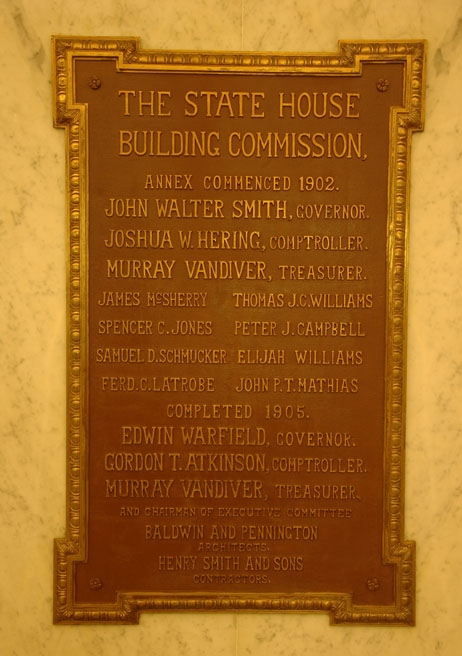 THE STATE HOUSE
BUILDING COMMISSION,
ANNEX COMMENCED 1902.
JOHN WALTER SMITH, GOVERNOR.
JOSHUA W. HERING, COMPTROLLER.
MURRAY VANDIVER, TREASURER.
JAMES McSHERRY THOMAS J.C. WILLIAMS
SPENCER C. JONES PETER J. CAMPBELL
SAMUEL D. SCHMUCKER ELIJAH WILLIAMS
FERD. C. LATROBE JOHN P.T. MATHIAS
COMPLETED 1905.
EDWIN WARFIELD, GOVERNOR.
GORDON T. ATKINSON, COMPTROLLER.
MURRAY VANDIVER, TREASURER.
AND CHAIRMAN OF EXECUTIVE COMMITTEE
BALDWIN AND PENNINGTON
ARCHITECTS.
HENRY SMITH AND SONS
CONTRACTORS.